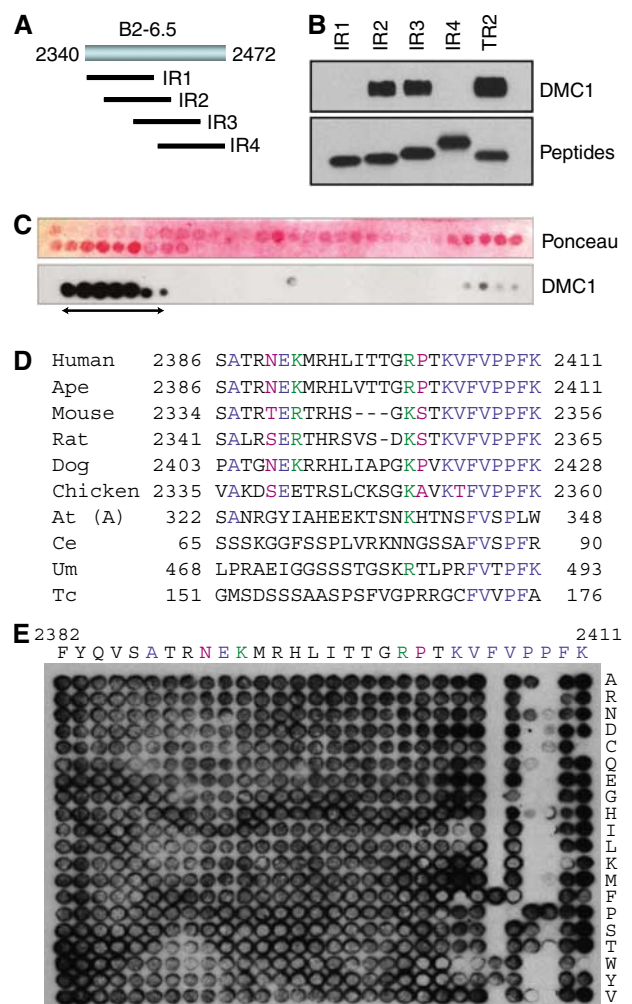 A
B2-6.5
2340 2472
IR1
IR2
IR3
IR4
B
IR1 IR2 IR3 IR4 TR2
DMC1
Peptides
C
Ponceau
DMC1
D
Human 2386 SATRNEKMRHLITTGRPTKVFVPPFK 2411
Ape 2386 SATRNEKMRHLVTTGRPTKVFVPPFK 2411
Mouse 2334 SATRTERTRHS---GKSTKVFVPPFK 2356
Rat 2341 SALRSERTHRSVS-DKSTKVFVPPFK 2365
Dog 2403 PATGNEKRRHLIAPGKPVKVFVPPFK 2428
Chicken 2335 VAKDSEETRSLCKSGKAVKTFVPPFK 2360
At (A) 322 SANRGYIAHEEKTSNKHTNSFVSPLW 348
Ce 65 SSSKGGFSSPLVRKNNGSSAFVSPFR 90
Um 468 LPRAEIGGSSSTGSKRTLPRFVTPFK 493
Tc 151 GMSDSSSAASPSFVGPRRGCFVVPFA 176
E
2382 2411
F Y Q V S A T R N E K M R H L I T T G R P T K V F V P P F K
A
R
N
D
C
Q
E
G
H
I
L
K
M
F
P
S
T
W
Y
V